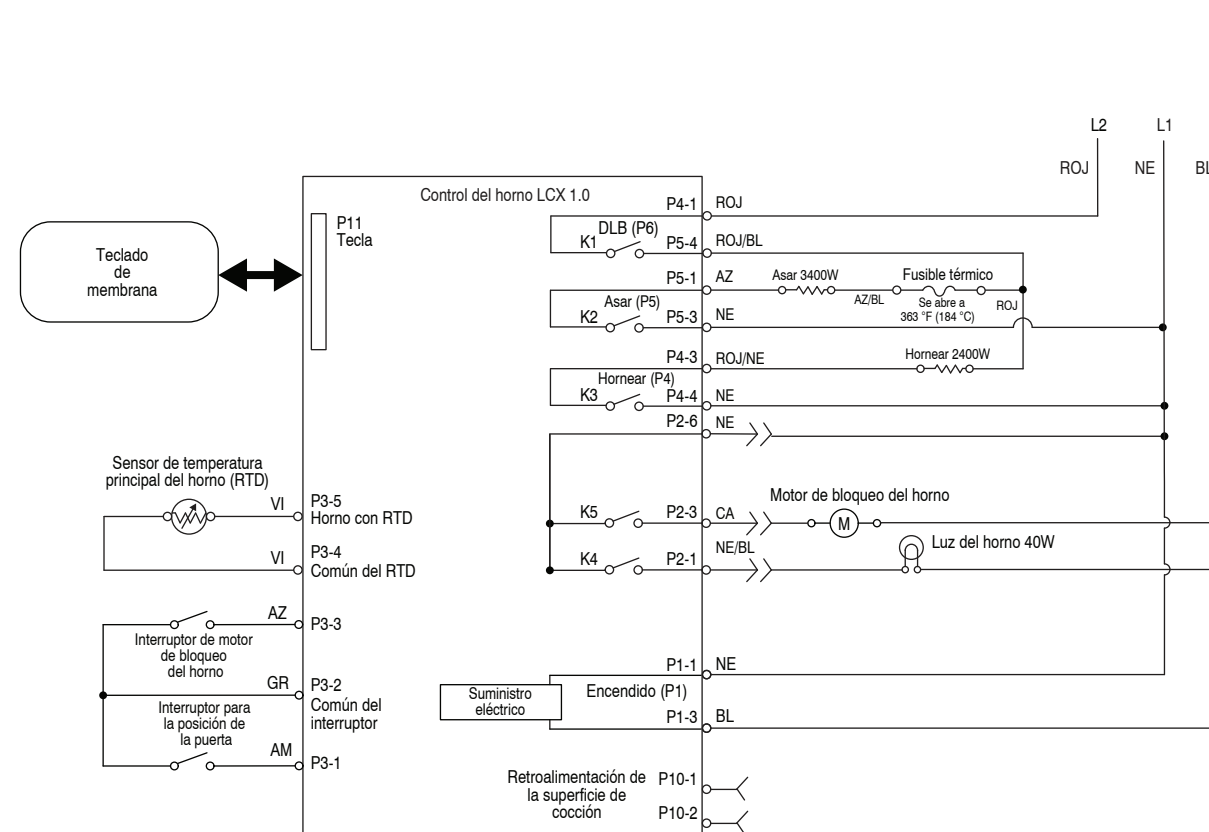 L2
L1
ROJ
NE
BL
Control del horno LCX 1.0
P4-1
ROJ
P11
Tecla
DLB (P6)
K1
P5-4
ROJ/BL
Teclado
de
membrana
P5-1
AZ
Asar 3400W
Fusible térmico
AZ/BL
Se abre a
363 °F (184 °C)
ROJ
Asar (P5)
K2
P5-3
NE
P4-3
ROJ/NE
Hornear 2400W
Hornear (P4)
K3
P4-4
NE
P2-6
NE
Sensor de temperatura
principal del horno (RTD)
VI
P3-5
Horno con RTD
K5
P2-3
CA
Motor de bloqueo del horno
M
VI
P3-4
Común del RTD
K4
P2-1
NE/BL
Luz del horno 40W
AZ
P3-3
Interruptor de motor
de bloqueo
del horno
GR
P3-2
Común del
interruptor
Interruptor para
la posición de
la puerta
AM
P3-1
P1-1
NE
Suministro
eléctrico
Encendido (P1)
P1-3
BL
Retroalimentación de
la superficie de
cocción
P10-1
P10-2